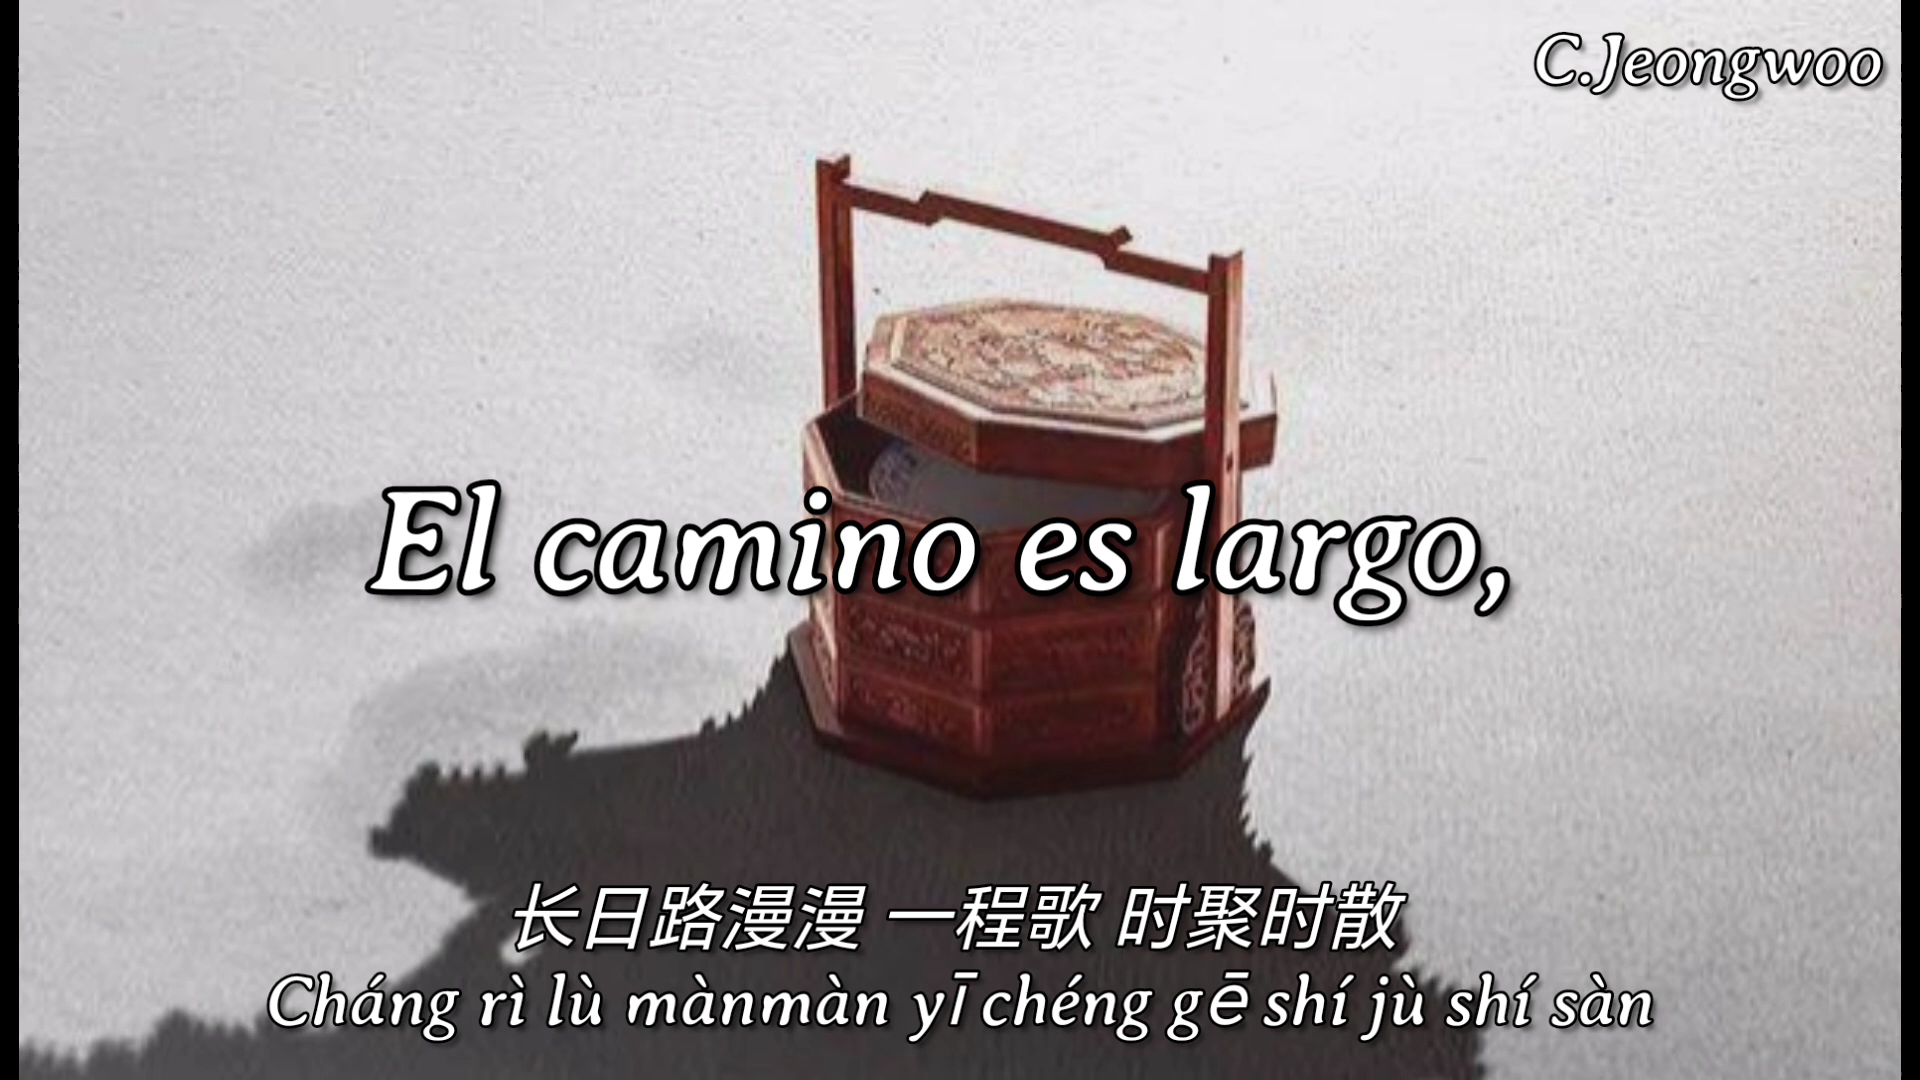 C.Jeongwoo
El camino es largo,
长日路漫漫 一程歌 时聚时散
Cháng rì lù mànmàn yī chéng gē shí jù shí sàn